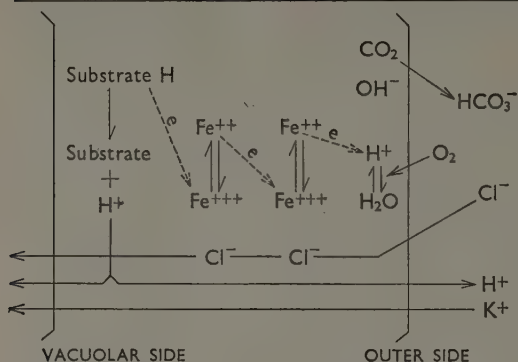 CO₂
Substrate H
OH⁻
HCO₃⁻
e
Fe⁺⁺ Fe⁺⁺
e
e
H⁺
O₂
Substrate
+
H⁺
Fe⁺⁺⁺ Fe⁺⁺⁺ H₂O
Cl⁻
Cl⁻ Cl⁻
H⁺
K⁺
VACUOLAR SIDE OUTER SIDE